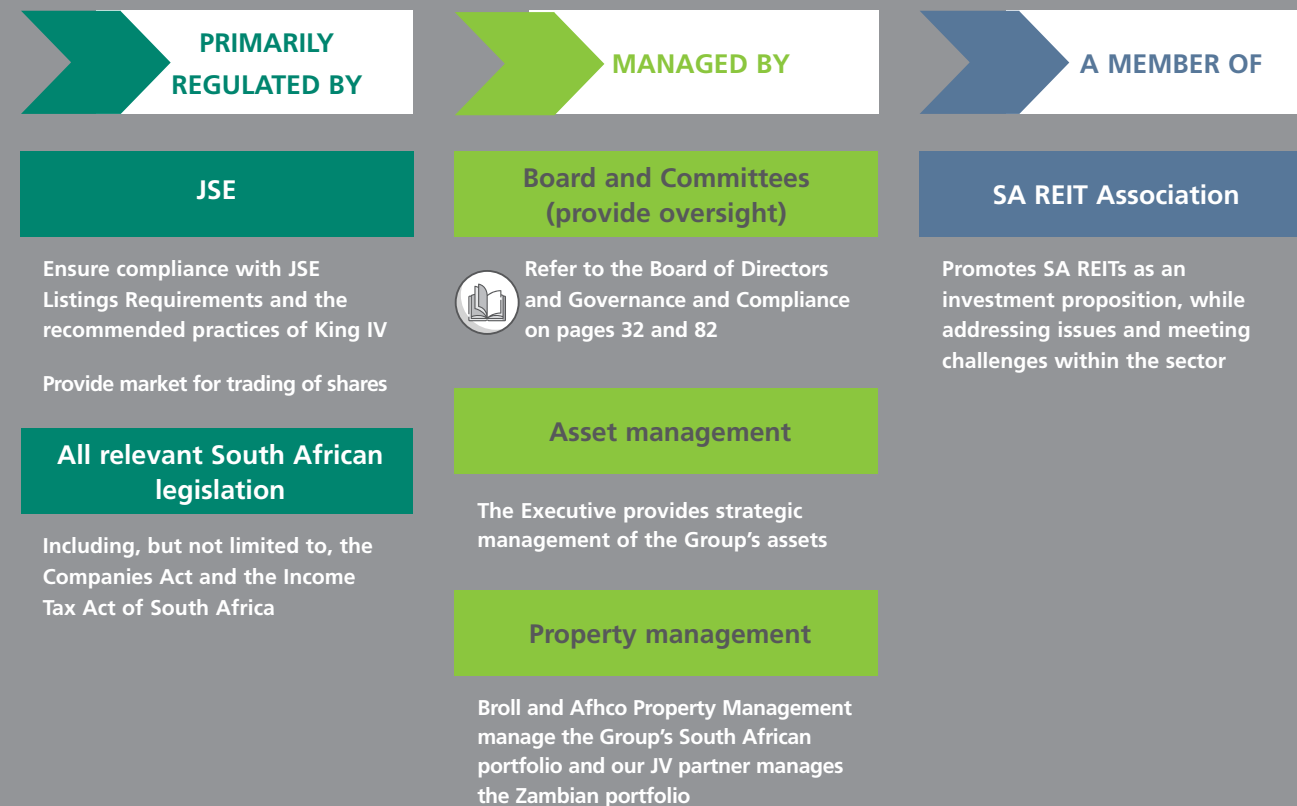 PRIMARILY
REGULATED BY
JSE
Ensure compliance with JSE
Listings Requirements and the
recommended practices of King IV
Provide market for trading of shares
All relevant South African
legislation
Including, but not limited to, the
Companies Act and the Income
Tax Act of South Africa
MANAGED BY
Board and Committees
(provide oversight)
Refer to the Board of Directors
and Governance and Compliance
on pages 32 and 82
Asset management
The Executive provides strategic
management of the Group's assets
Property management
Broll and Afhco Property Management
manage the Group's South African
portfolio and our JV partner manages
the Zambian portfolio
A MEMBER OF
SA REIT Association
Promotes SA REITs as an
investment proposition, while
addressing issues and meeting
challenges within the sector